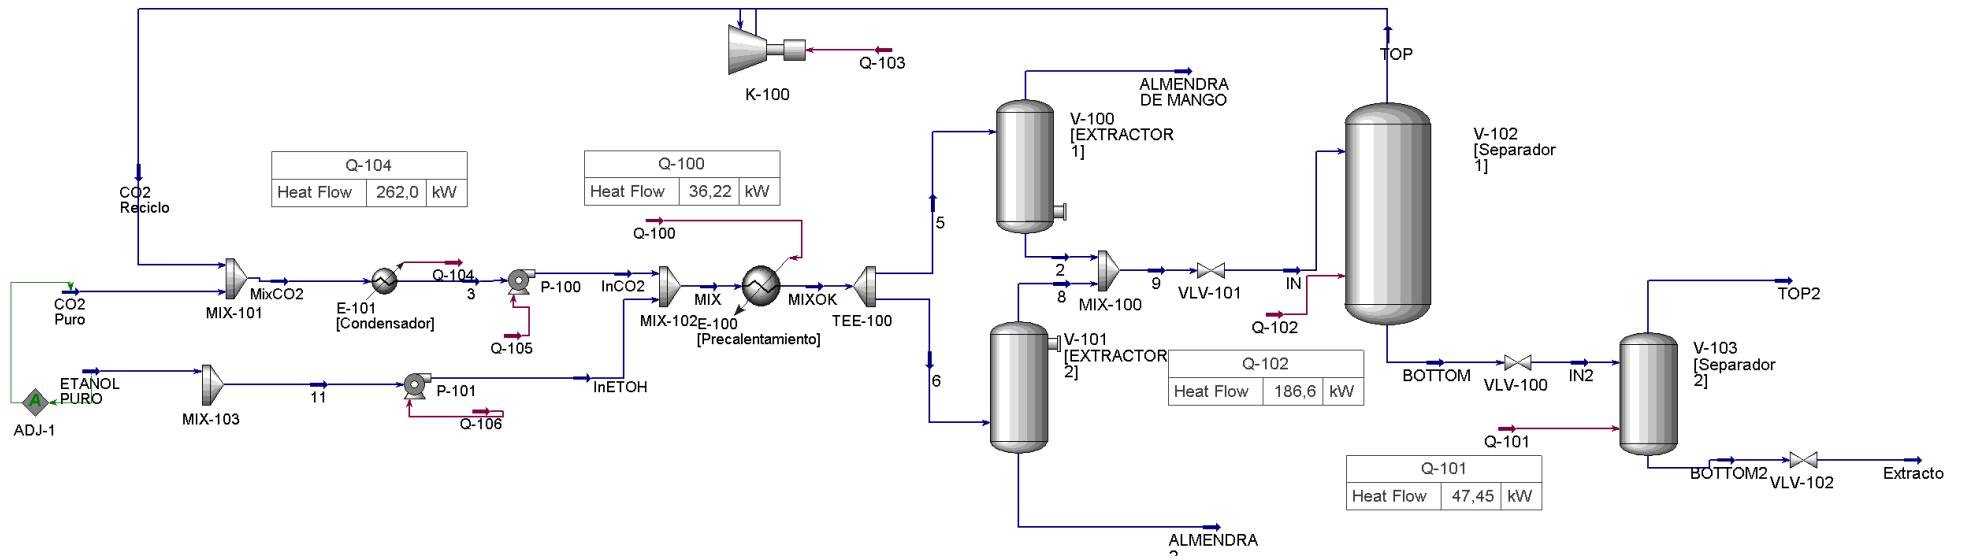 TOP
Q-103
K-100
ALMENDRA
DE MANGO
V-100
[EXTRACTOR
1]
V-102
[Separador
1]
Q-104
Heat Flow 262,0 kW
Q-100
Heat Flow 36,22 kW
CO2
Reciclo
5
Q-100
2
8
MIX-100
9
VLV-101
IN
Q-104
3
P-100
InCO2
MixCO2
MIX-101
CO2
Puro
E-101
[Condensador]
MIX
MIX-102
E-100
[Precalentamiento]
MIXOK
TEE-100
Q-105
Q-102
TOP2
V-101
[EXTRACTOR
2]
Q-102
Heat Flow 186,6 kW
BOTTOM
VLV-100
IN2
V-103
[Separador
2]
A
ADJ-1
ETANOL
PURO
11
MIX-103
P-101
InETOH
Q-106
6
Q-101
Q-101
Heat Flow 47,45 kW
BOTTOM2
VLV-102
Extracto
ALMENDRA